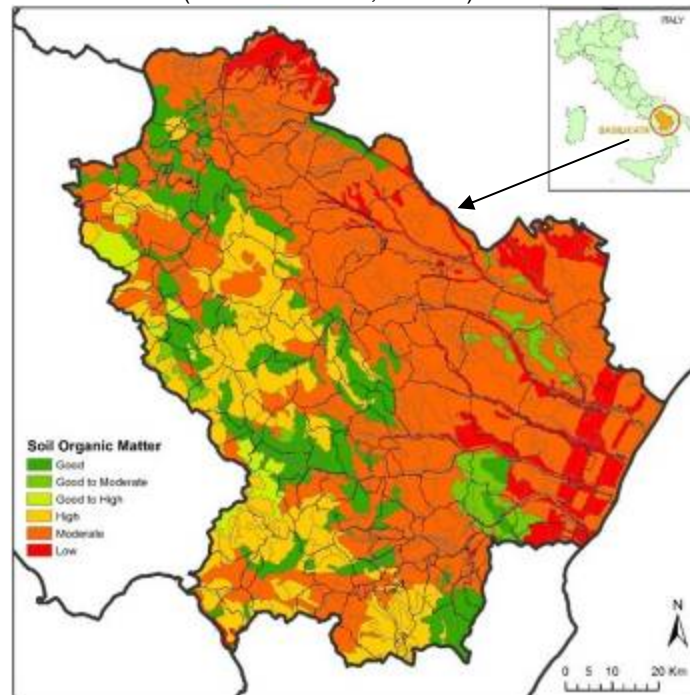 ITALY
BASILICATA
Soil Organic Matter
Good
Good to Moderate
Good to High
High
Moderate
Low
N
0 5 10 20 Km